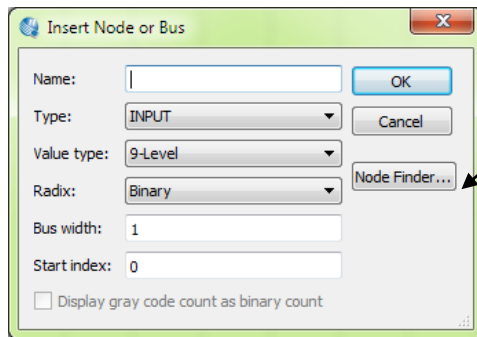 Insert Node or Bus
Name:
OK
Type: INPUT
Cancel
Value type: 9-Level
Node Finder...
Radix: Binary
Bus width: 1
Start index: 0
Display gray code count as binary count